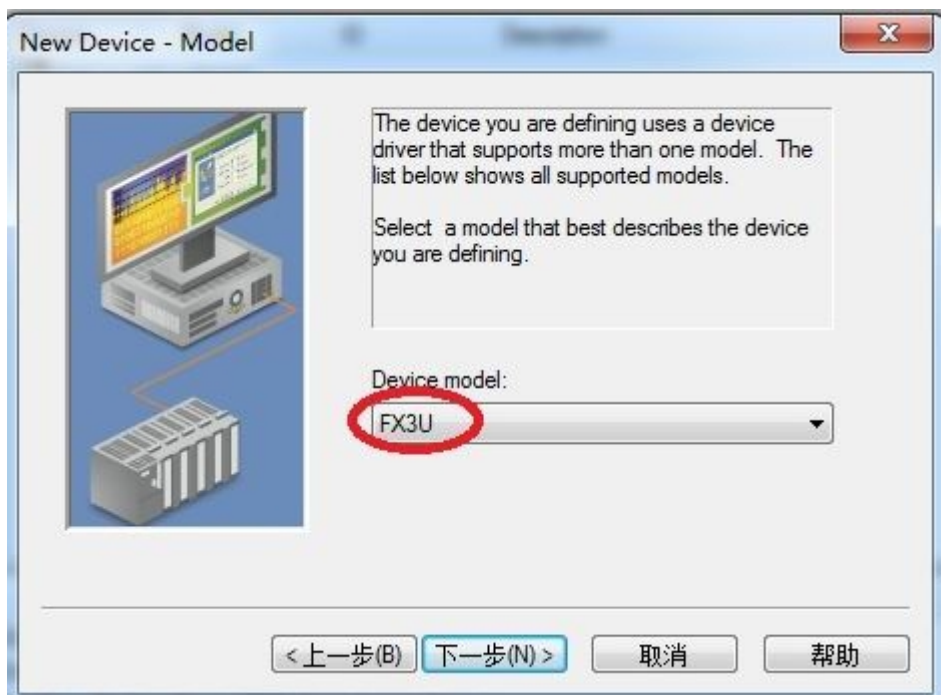 New Device - Model
The device you are defining uses a device
driver that supports more than one model. The
list below shows all supported models.
Select a model that best describes the device
you are defining.
Device model:
FX3U
<上一步(B) 下一步(N)> 取消 帮助